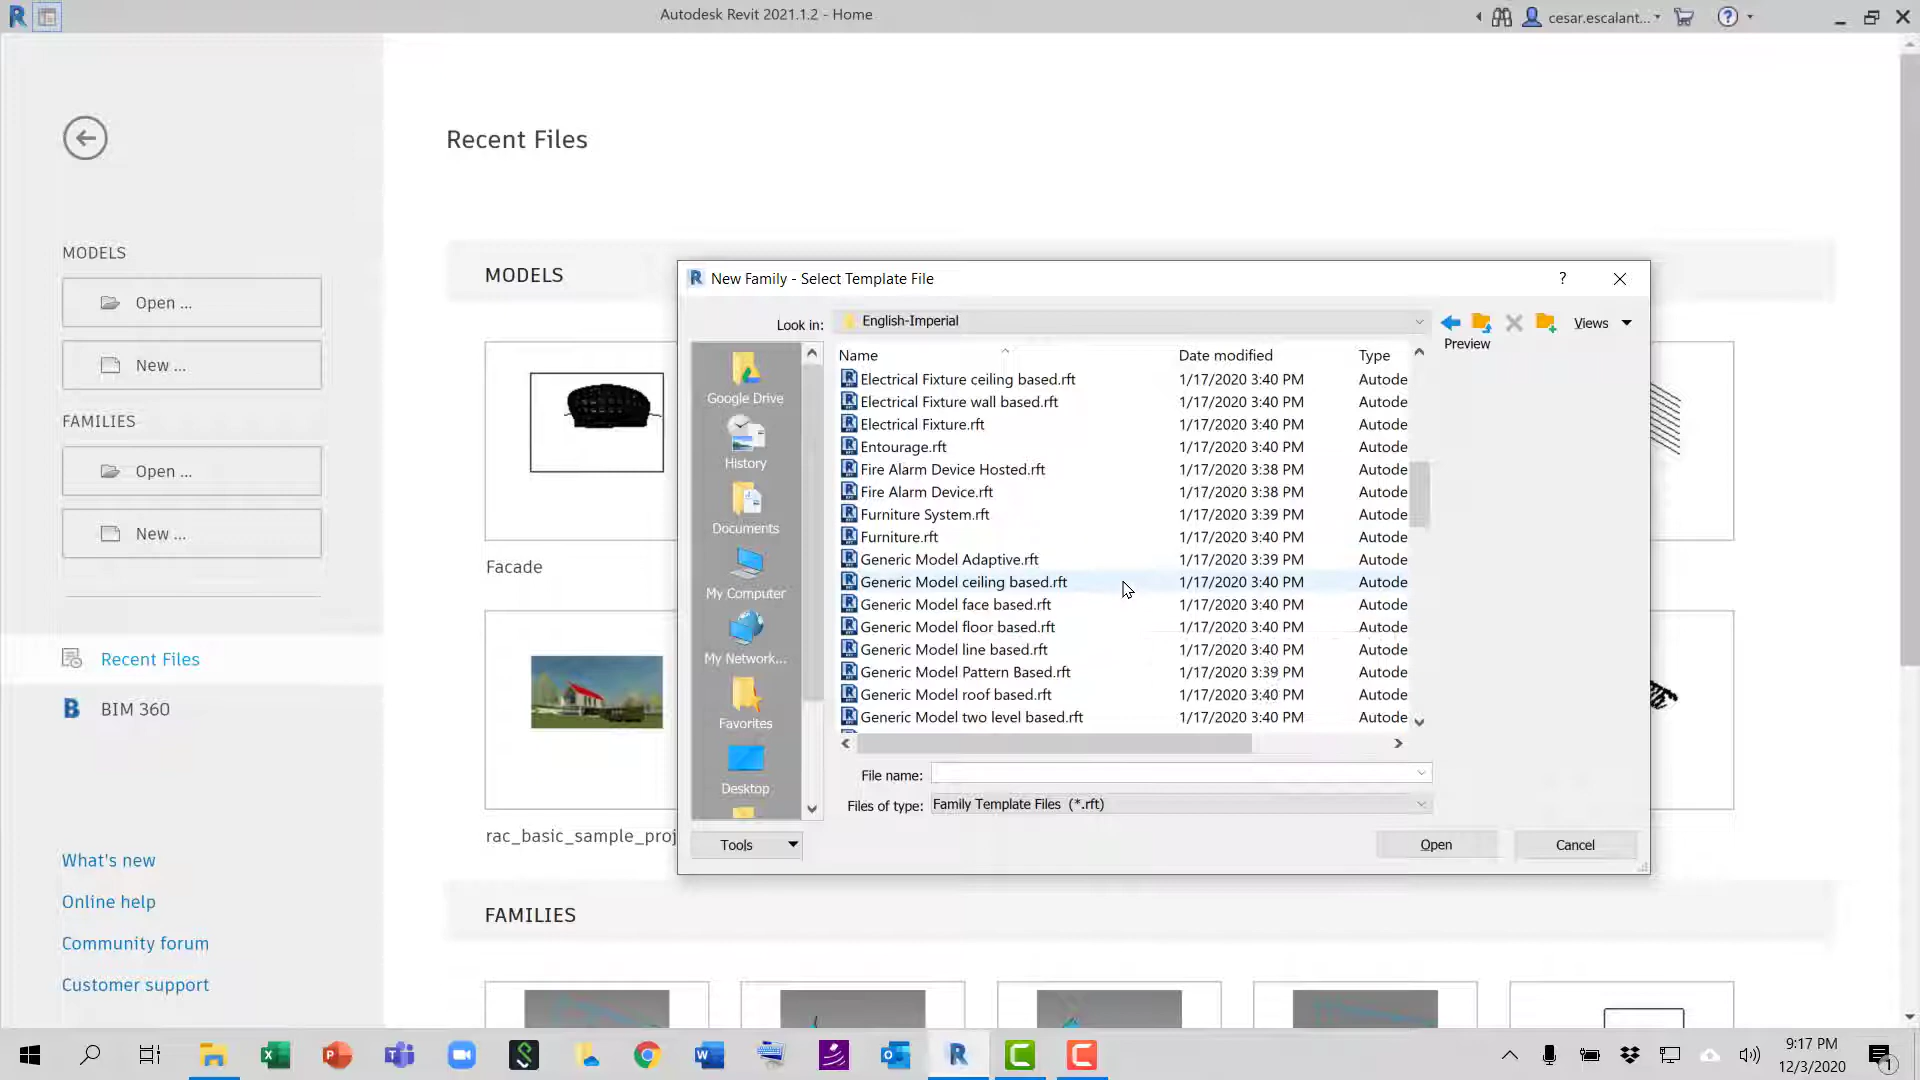 Autodesk Revit 2021.1.2 - Home
cesar.escalant...
Recent Files
MODELS
Open ...
New ...
FAMILIES
Open ...
New ...
Recent Files
BIM 360
What's new
Online help
Community forum
Customer support
MODELS
Facade
rac_basic_sample_proj
FAMILIES
New Family - Select Template File
Look in:
English-Imperial
Views
Preview
Google Drive
History
Documents
My Computer
My Network...
Favorites
Desktop
Name Date modified Type
Electrical Fixture ceiling based.rft 1/17/2020 3:40 PM Autode
Electrical Fixture wall based.rft 1/17/2020 3:40 PM Autode
Electrical Fixture.rft 1/17/2020 3:40 PM Autode
Entourage.rft 1/17/2020 3:40 PM Autode
Fire Alarm Device Hosted.rft 1/17/2020 3:38 PM Autode
Fire Alarm Device.rft 1/17/2020 3:38 PM Autode
Furniture System.rft 1/17/2020 3:39 PM Autode
Furniture.rft 1/17/2020 3:40 PM Autode
Generic Model Adaptive.rft 1/17/2020 3:39 PM Autode
Generic Model ceiling based.rft 1/17/2020 3:40 PM Autode
Generic Model face based.rft 1/17/2020 3:40 PM Autode
Generic Model floor based.rft 1/17/2020 3:40 PM Autode
Generic Model line based.rft 1/17/2020 3:40 PM Autode
Generic Model Pattern Based.rft 1/17/2020 3:39 PM Autode
Generic Model roof based.rft 1/17/2020 3:40 PM Autode
Generic Model two level based.rft 1/17/2020 3:40 PM Autode
File name:
Files of type:
Family Template Files (*.rft)
Tools
Open
Cancel
9:17 PM
12/3/2020
1